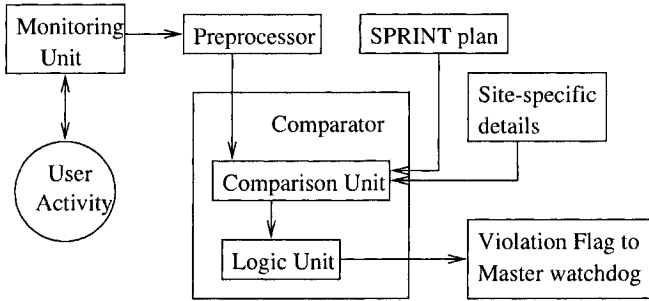 Monitoring
Unit
Preprocessor
SPRINT plan
Site-specific
details
Comparator
User
Activity
Comparison Unit
Logic Unit
Violation Flag to
Master watchdog